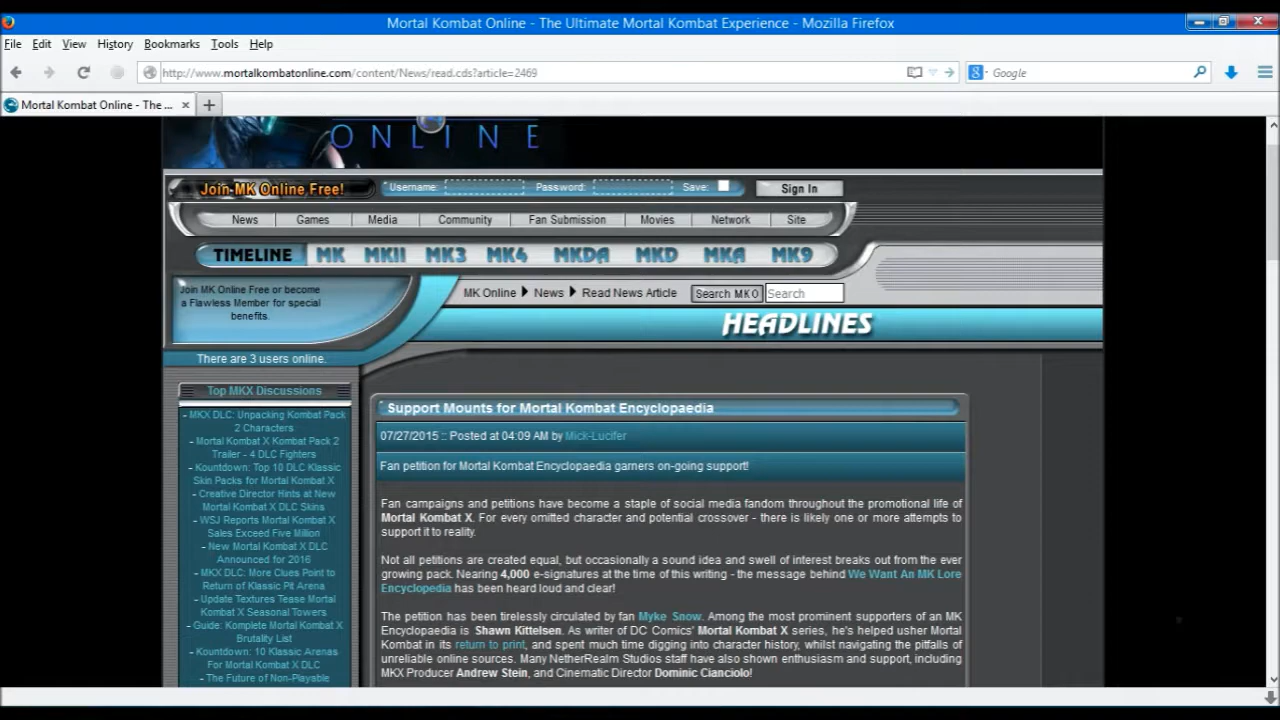 Mortal Kombat Online - The Ultimate Mortal Kombat Experience - Mozilla Firefox
File Edit View History Bookmarks Tools Help
http://www.mortalkombatonline.com/content/News/read.cds?article=2469
Google
Mortal Kombat Online - The ...
ONLINE
Join MK Online Free!
Username:
Password:
Save:
Sign In
News Games Media Community Fan Submission Movies Network Site
TIMELINE MK MKII MK3 MK4 MKDA MKD MKA MK9
Join MK Online Free or become
a Flawless Member for special
benefits.
MK Online News Read News Article Search MKO Search
HEADLINES
There are 3 users online.
Top MKX Discussions
- MKX DLC: Unpacking Kombat Pack
2 Characters
- Mortal Kombat X Kombat Pack 2
Trailer - 4 DLC Fighters
- Kountdown: Top 10 DLC Klassic
Skin Packs for Mortal Kombat X
- Creative Director Hints at New
Mortal Kombat X DLC Skins
- WSJ Reports Mortal Kombat X
Sales Exceed Five Million
- New Mortal Kombat X DLC
Announced for 2016
- MKX DLC: More Clues Point to
Return of Klassic Pit Arena
- Update Textures Tease Mortal
Kombat X Seasonal Towers
- Guide: Komplete Mortal Kombat X
Brutality List
- Kountdown: 10 Klassic Arenas
For Mortal Kombat X DLC
- The Future of Non-Playable
Support Mounts for Mortal Kombat Encyclopaedia
07/27/2015 :: Posted at 04:09 AM by Mick-Lucifer
Fan petition for Mortal Kombat Encyclopaedia garners on-going support!
Fan campaigns and petitions have become a staple of social media fandom throughout the promotional life of
Mortal Kombat X. For every omitted character and potential crossover - there is likely one or more attempts to
support it to reality.
Not all petitions are created equal, but occasionally a sound idea and swell of interest breaks out from the ever
growing pack. Nearing 4,000 e-signatures at the time of this writing - the message behind We Want An MK Lore
Encyclopedia has been heard loud and clear!
The petition has been tirelessly circulated by fan Myke Snow. Among the most prominent supporters of an MK
Encyclopaedia is Shawn Kittelsen. As writer of DC Comics' Mortal Kombat X series, he's helped usher Mortal
Kombat in its return to print, and spent much time digging into character history, whilst navigating the pitfalls of
unreliable online sources. Many NetherRealm Studios staff have also shown enthusiasm and support, including
MKX Producer Andrew Stein, and Cinematic Director Dominic Cianciolo!